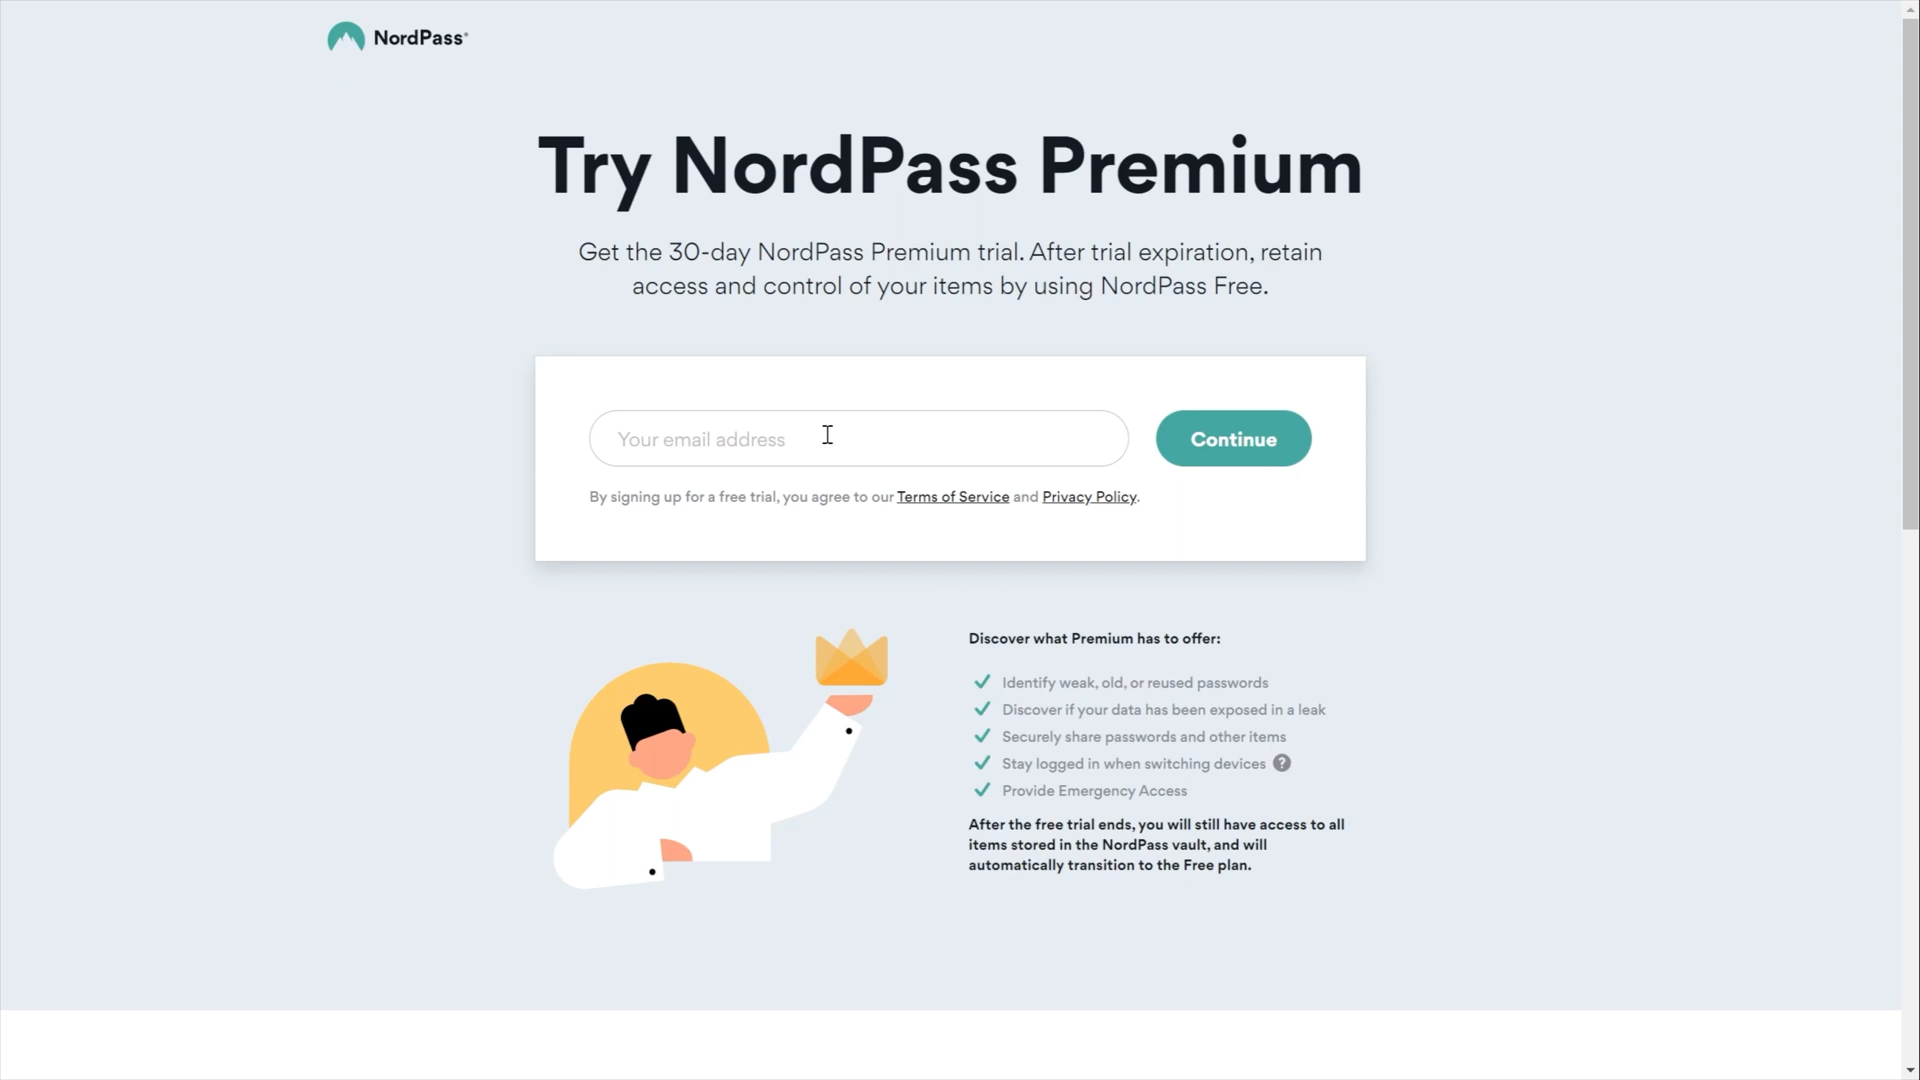 NordPass®
Try NordPass Premium
Get the 30-day NordPass Premium trial. After trial expiration, retain
access and control of your items by using NordPass Free.
Your email address
Continue
By signing up for a free trial, you agree to our Terms of Service and Privacy Policy.
Discover what Premium has to offer:
Identify weak, old, or reused passwords
Discover if your data has been exposed in a leak
Securely share passwords and other items
Stay logged in when switching devices ?
Provide Emergency Access
After the free trial ends, you will still have access to all
items stored in the NordPass vault, and will
automatically transition to the Free plan.